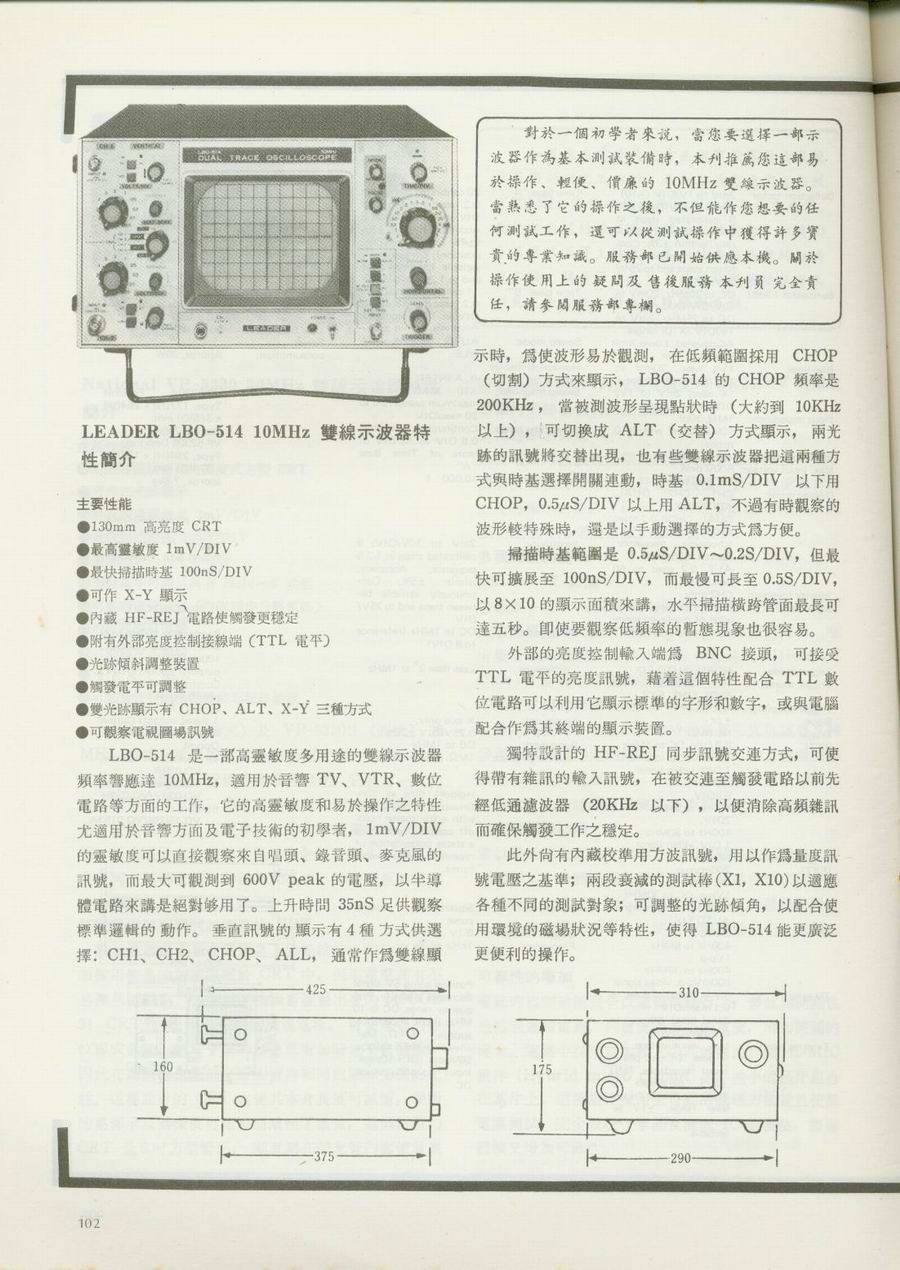 CH-2
VERTICAL
LBO-514
10MHz
DUAL TRACE OSCILLOSCOPE
LEADER
HORIZONTAL
TRIGGER
對於一個初學者來説，當您要選擇一部示
波器作為基本測試裝備時，本刊推薦您這部易
於操作、輕便、價廉的 10MHz 雙線示波器。
當熟悉了它的操作之後，不但能作您想要的任
何測試工作，還可以從測試操作中獲得許多寶
貴的專業知識。服務部已開始供應本機。關於
操作使用上的疑問及售後服務本刊負完全責
任，請參閱服務部專欄。
LEADER LBO-514 10MHz 雙線示波器特
性簡介
主要性能
●130mm 高亮度 CRT
●最高靈敏度 1mV/DIV
●最快掃描時基 100nS/DIV
●可作 X-Y 顯示
●內藏 HF-REJ 電路使觸發更穩定
●附有外部亮度控制接線端（TTL 電平）
●光跡傾斜調整裝置
●觸發電平可調整
●雙光跡顯示有 CHOP、ALT、X-Y 三種方式
●可觀察電視圖場訊號
LBO-514 是一部高靈敏度多用途的雙線示波器
頻率響應達 10MHz，適用於音響 TV、VTR、數位
電路等方面的工作，它的高靈敏度和易於操作之特性
尤適用於音響方面及電子技術的初學者，1mV/DIV
的靈敏度可以直接觀察來自唱頭、錄音頭、麥克風的
訊號，而最大可觀測到 600V peak 的電壓，以半導
體電路來講是絕對够用了。上升時間 35nS 足供觀察
標準邏輯的動作。垂直訊號的顯示有 4 種方式供選
擇：CH1、CH2、CHOP、ALL，通常作爲雙線顯
示時，爲使波形易於觀測，在低頻範圍採用 CHOP
（切割）方式來顯示，LBO-514 的 CHOP 頻率是
200KHz，當被測波形呈現點狀時（大約到 10KHz
以上），可切換成 ALT（交替）方式顯示，兩光
跡的訊號將交替出現，也有些雙線示波器把這兩種方
式與時基選擇開關連動，時基 0.1mS/DIV 以下用
CHOP，0.5μS/DIV 以上用 ALT，不過有時觀察的
波形較特殊時，還是以手動選擇的方式爲方便。
掃描時基範圍是 0.5μS/DIV～0.2S/DIV，但最
快可擴展至 100nS/DIV，而最慢可長至 0.5S/DIV，
以 8×10 的顯示面積來講，水平掃描橫跨管面最長可
達五秒。卽使要觀察低頻率的暫態現象也很容易。
外部的亮度控制輸入端爲 BNC 接頭，可接受
TTL 電平的亮度訊號，藉着這個特性配合 TTL 數
位電路可以利用它顯示標準的字形和數字，或與電腦
配合作爲其終端的顯示裝置。
獨特設計的 HF-REJ 同步訊號交連方式，可使
得帶有雜訊的輸入訊號，在被交連至觸發電路以前先
經低通濾波器（20KHz 以下），以便消除高頻雜訊
而確保觸發工作之穩定。
此外尙有內藏校準用方波訊號，用以作爲量度訊
號電壓之基準；兩段衰減的測試棒(X1, X10)以適應
各種不同的測試對象；可調整的光跡傾角，以配合使
用環境的磁場狀況等特性，使得 LBO-514 能更廣泛
更便利的操作。
425
160
375
310
175
290
102